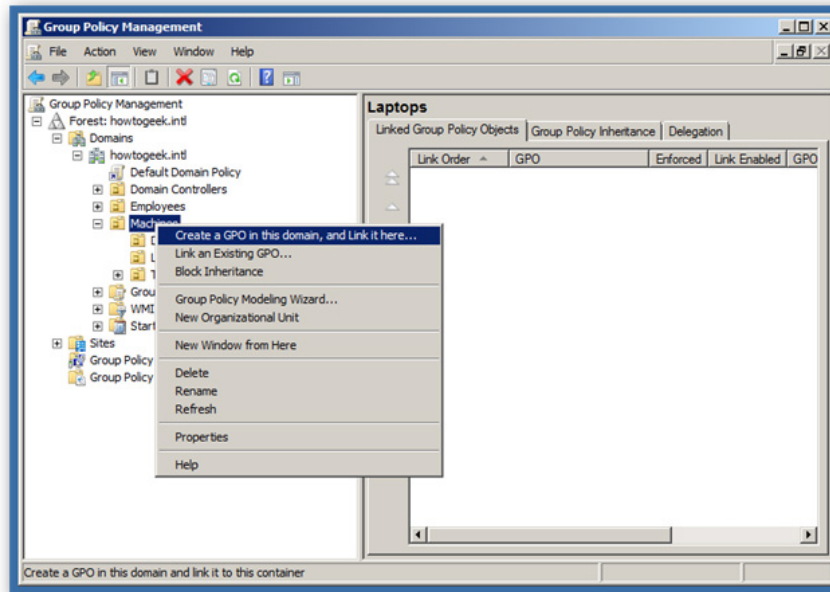 Group Policy Management
File Action View Window Help
Group Policy Management
Forest: howtogeek.intl
Domains
howtogeek.intl
Default Domain Policy
Domain Controllers
Employees
Machines
Sites
Group Policy
Group Policy
Create a GPO in this domain, and Link it here...
Link an Existing GPO...
Block Inheritance
Group Policy Modeling Wizard...
New Organizational Unit
New Window from Here
Delete
Rename
Refresh
Properties
Help
Laptops
Linked Group Policy Objects Group Policy Inheritance Delegation
Link Order GPO Enforced Link Enabled GPO
Create a GPO in this domain and link it to this container